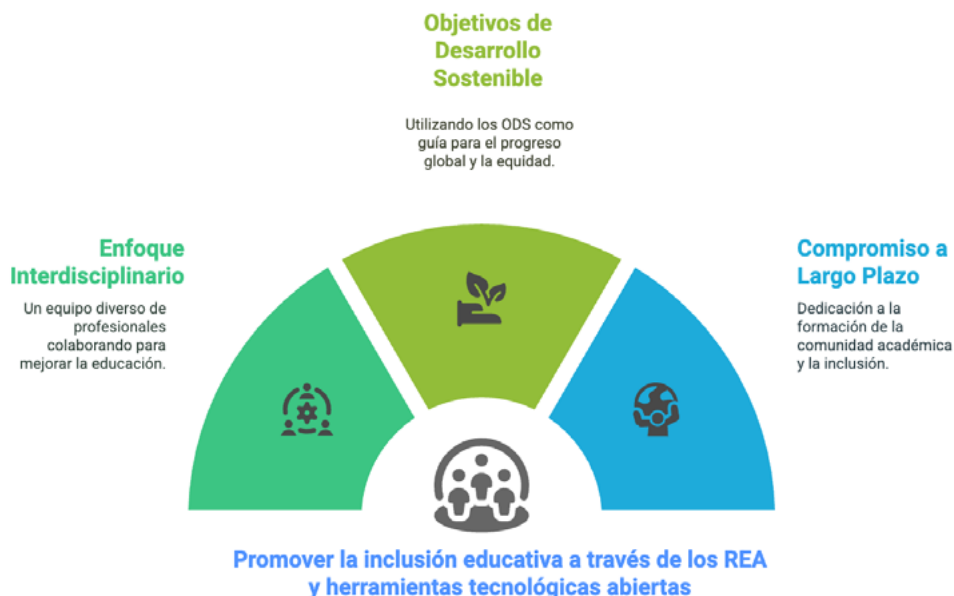 Objetivos de
Desarrollo
Sostenible
Utilizando los ODS como
guía para el progreso
global y la equidad.
Enfoque
Interdisciplinario
Un equipo diverso de
profesionales
colaborando para
mejorar la educación.
Compromiso a
Largo Plazo
Dedicación a la
formación de la
comunidad académica
y la inclusión.
Promover la inclusión educativa a través de los REA
y herramientas tecnológicas abiertas